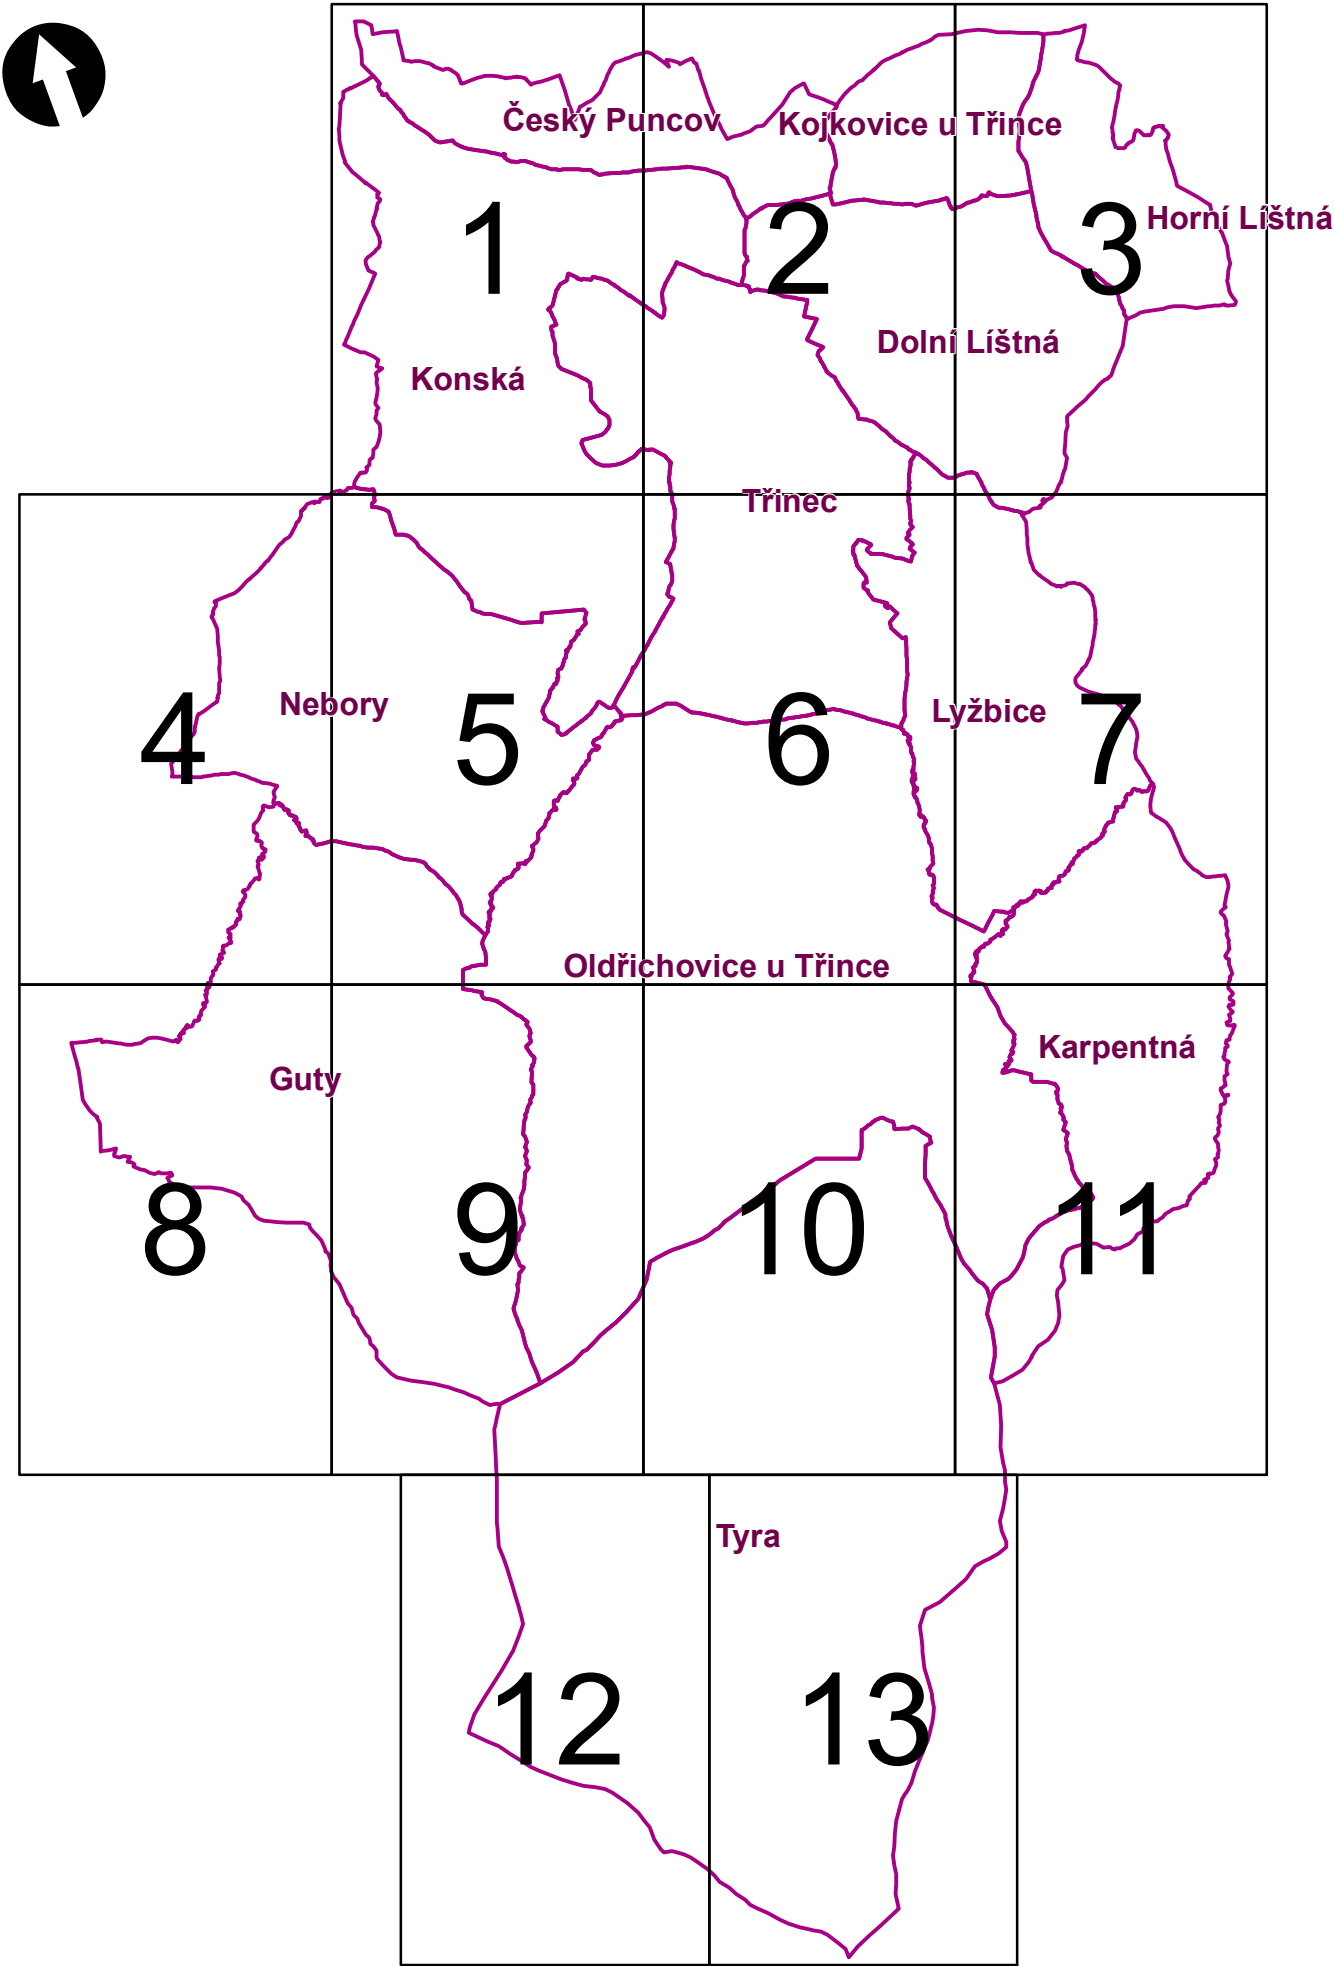 Český Puncov
Kojkovice u Třince
1
2
3
Horní Líštná
Dolní Líštná
Konská
Třinec
4
Nebory
5
6
Lyžbice
7
Oldřichovice u Třince
Karpentná
Guty
8
9
10
11
Tyra
12
13